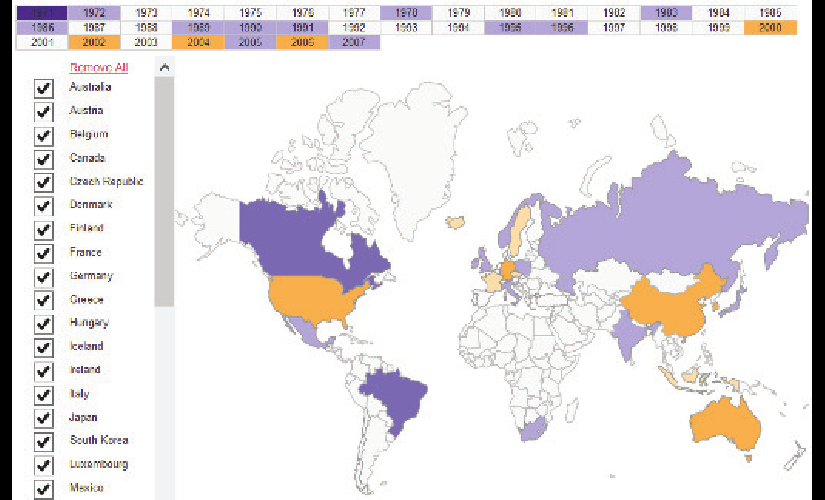 1971 1972 1973 1974 1975 1976 1977 1978 1979 1980 1981 1982 1983 1984 1985
1986 1987 1988 1989 1990 1991 1992 1993 1994 1995 1996 1997 1998 1999 2000
2001 2002 2003 2004 2005 2006 2007
Remove All
Australia
Austria
Belgium
Canada
Czech Republic
Denmark
Finland
France
Germany
Greece
Hungary
Iceland
Ireland
Italy
Japan
South Korea
Luxembourg
Mexico